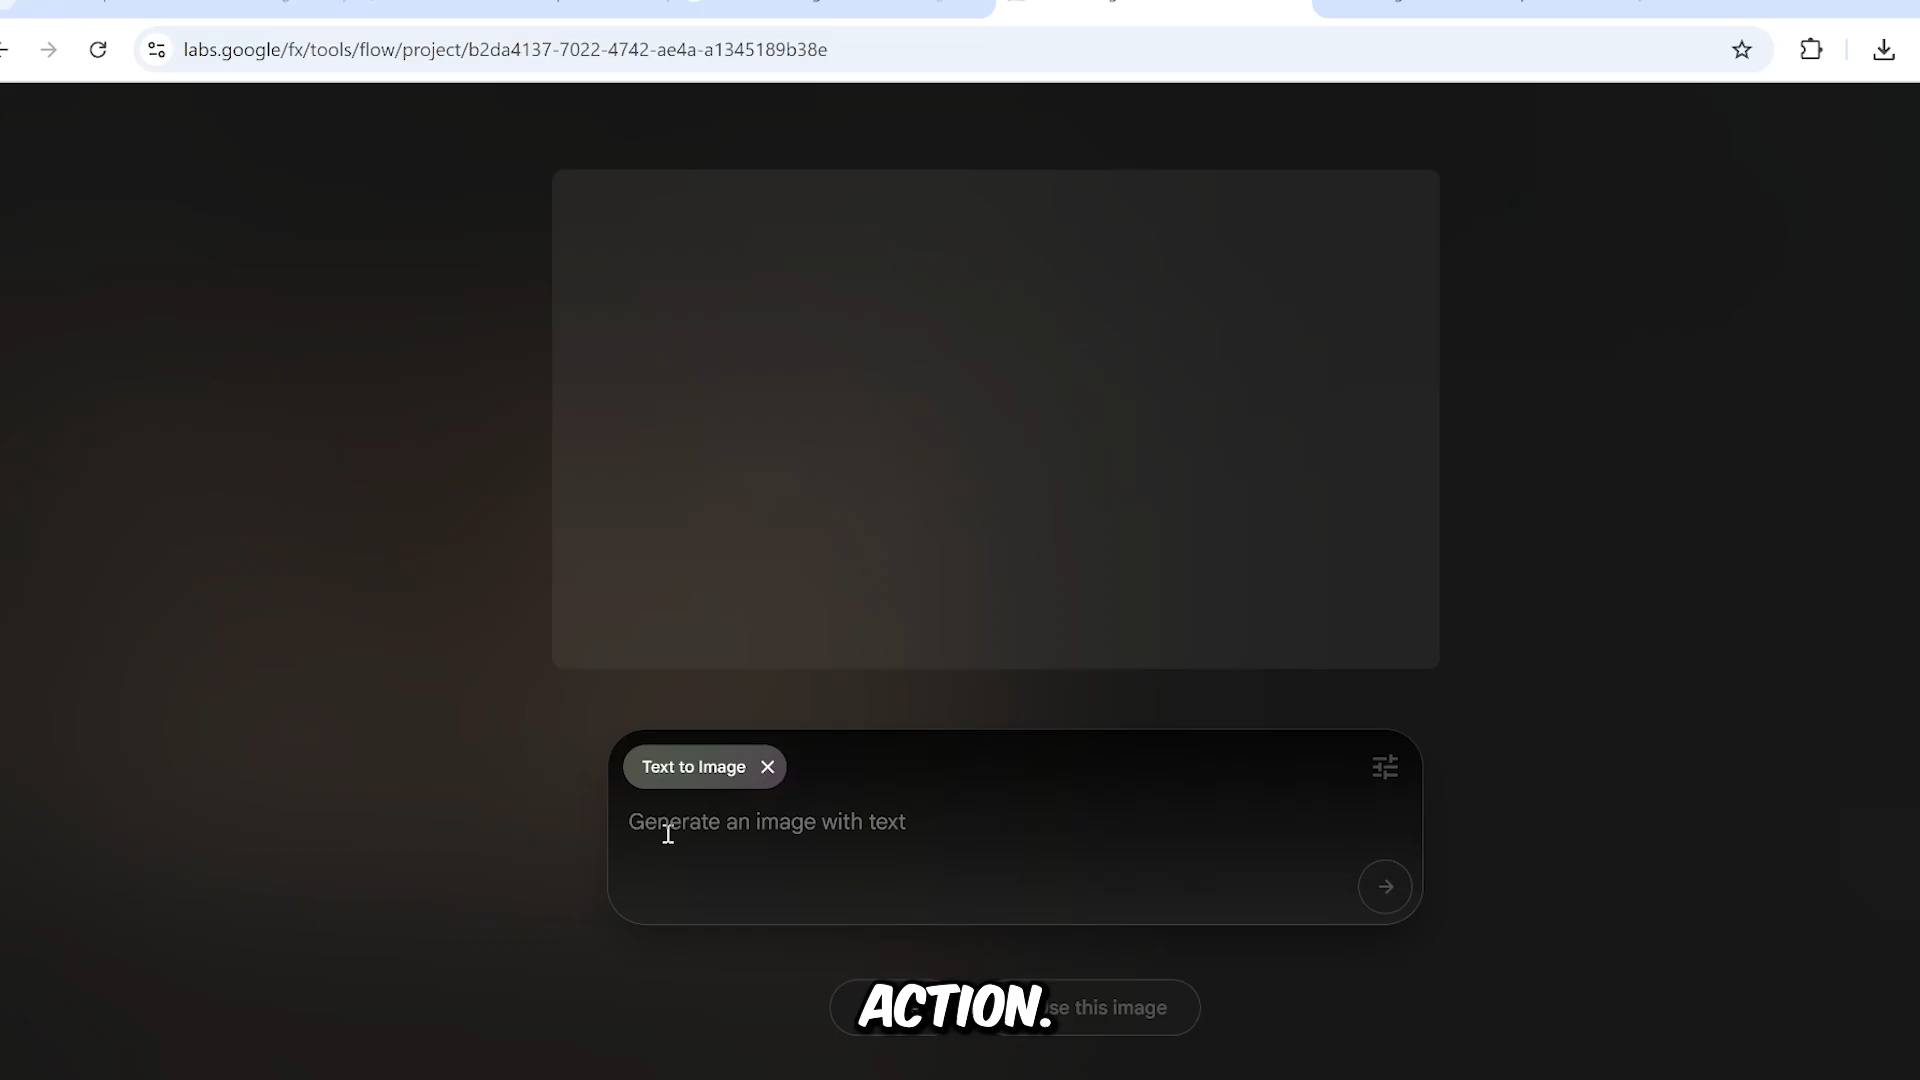 labs.google/fx/tools/flow/project/b2da4137-7022-4742-ae4a-a1345189b38e
Text to Image
Generate an image with text
ACTION.
this image